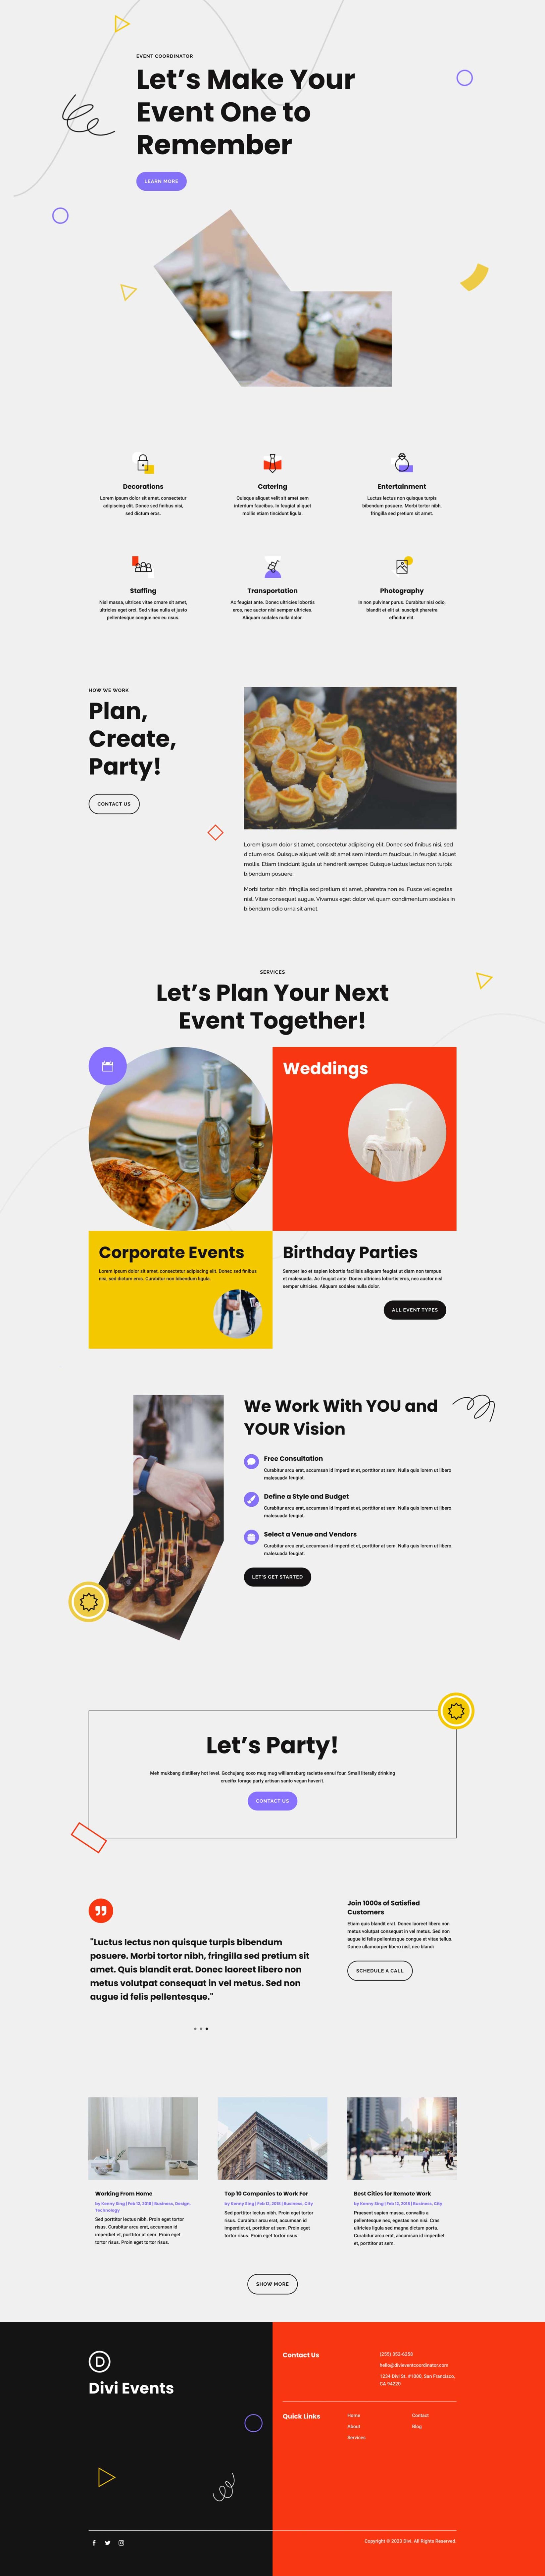 EVENT COORDINATOR
Let's Make Your
Event One to
Remember
LEARN MORE
Decorations
Lorem ipsum dolor sit amet, consectetur
adipiscing elit. Donec sed finibus nisi,
sed dictum eros.
Catering
Quisque aliquet velit sit amet sem
interdum faucibus. In feugiat aliquet
mollis etiam tincidunt ligula.
Entertainment
Luctus lectus non quisque turpis
bibendum posuere. Morbi tortor nibh,
fringilla sed pretium sit amet.
Staffing
Nisl massa, ultrices vitae ornare sit amet,
ultricies eget orci. Sed vitae nulla et justo
pellentesque congue nec eu risus.
Transportation
Ac feugiat ante. Donec ultricies lobortis
eros, nec auctor nisl semper ultricies.
Aliquam sodales nulla dolor.
Photography
In non pulvinar purus. Curabitur nisi odio,
blandit et elit at, suscipit pharetra
efficitur elit.
HOW WE WORK
Plan,
Create,
Party!
CONTACT US
Lorem ipsum dolor sit amet, consectetur adipiscing elit. Donec sed finibus nisi, sed
dictum eros. Quisque aliquet velit sit amet sem interdum faucibus. In feugiat aliquet
mollis. Etiam tincidunt ligula ut hendrerit semper. Quisque luctus lectus non turpis
bibendum posuere.
Morbi tortor nibh, fringilla sed pretium sit amet, pharetra non ex. Fusce vel egestas
nisl. Vitae consequat augue. Vivamus eget dolor vel quam condimentum sodales in
bibendum odio urna sit amet.
SERVICES
Let's Plan Your Next
Event Together!
Weddings
Corporate Events
Lorem ipsum dolor sit amet, consectetur adipiscing elit. Donec sed finibus
nisi, sed dictum eros. Curabitur non bibendum ligula.
Birthday Parties
Semper leo et sapien lobortis facilisis aliquam feugiat ut diam non tempus
et malesuada. Ac feugiat ante. Donec ultricies lobortis eros, nec auctor nisl
semper ultricies. Aliquam sodales nulla dolor.
ALL EVENT TYPES
We Work With YOU and
YOUR Vision
Free Consultation
Curabitur arcu erat, accumsan id imperdiet et, porttitor at sem. Nulla quis lorem ut libero
malesuada feugiat.
Define a Style and Budget
Curabitur arcu erat, accumsan id imperdiet et, porttitor at sem. Nulla quis lorem ut libero
malesuada feugiat.
Select a Venue and Vendors
Curabitur arcu erat, accumsan id imperdiet et, porttitor at sem. Nulla quis lorem ut libero
malesuada feugiat.
LET'S GET STARTED
Let's Party!
Meh mukbang distillery hot level. Gochujang xoxo mug mug williamsburg raclette ennui four. Small literally drinking
crucifix forage party artisan santo vegan haven't.
CONTACT US
"Luctus lectus non quisque turpis bibendum
posuere. Morbi tortor nibh, fringilla sed pretium sit
amet. Quis blandit erat. Donec laoreet libero non
metus volutpat consequat in vel metus. Sed non
augue id felis pellentesque."
Join 1000s of Satisfied
Customers
Etiam quis blandit erat. Donec laoreet libero non
metus volutpat consequat in vel metus. Sed non
augue id felis pellentesque congue et vitae tellus.
Donec ullamcorper libero nisl, nec blandi
SCHEDULE A CALL
Working From Home
by Kenny Sing | Feb 12, 2018 | Business, Design,
Technology
Sed porttitor lectus nibh. Proin eget tortor
risus. Curabitur arcu erat, accumsan id
imperdiet et, porttitor at sem. Proin eget
tortor risus. Proin eget tortor risus.
Top 10 Companies to Work For
by Kenny Sing | Feb 12, 2018 | Business, City
Sed porttitor lectus nibh. Proin eget tortor
risus. Curabitur arcu erat, accumsan id
imperdiet et, porttitor at sem. Proin eget
tortor risus. Proin eget tortor risus.
Best Cities for Remote Work
by Kenny Sing | Feb 12, 2018 | Business, City
Praesent sapien massa, convallis a
pellentesque nec, egestas non nisi. Cras
ultricies ligula sed magna dictum porta.
Curabitur arcu erat, accumsan id imperdiet
et, porttitor at sem.
SHOW MORE
D
Divi Events
Contact Us
(255) 352-6258
hello@divieventcoordinator.com
1234 Divi St. #1000, San Francisco,
CA 94220
Quick Links
Home
About
Services
Contact
Blog
Copyright © 2023 Divi. All Rights Reserved.